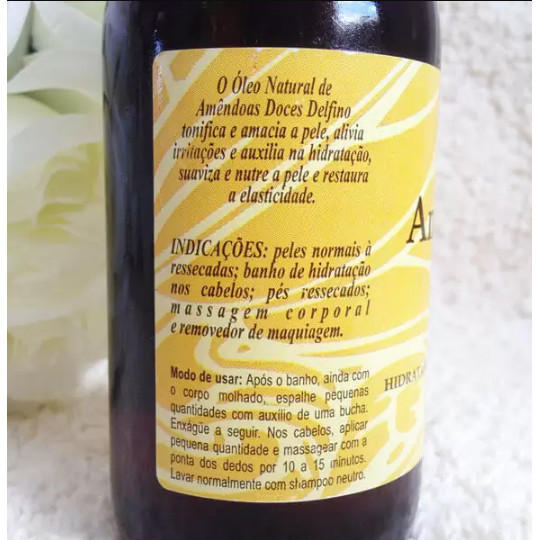 O Óleo Natural de
Amêndoas Doces Delfino
tonifica e amacia a pele, alivia
irritações e auxilia na hidratação,
suaviza e nutre a pele e restaura
a elasticidade.
INDICAÇÕES: peles normais à
ressecadas; banho de hidratação
nos cabelos; pés ressecados;
massagem corporal
e removedor de maquiagem.
Modo de usar: Após o banho, ainda com
o corpo molhado, espalhe pequenas
quantidades com auxílio de uma bucha.
Enxágüe a seguir. Nos cabelos, aplicar
pequena quantidade e massagear com a
ponta dos dedos por 10 a 15 minutos.
Lavar normalmente com shampoo neutro.